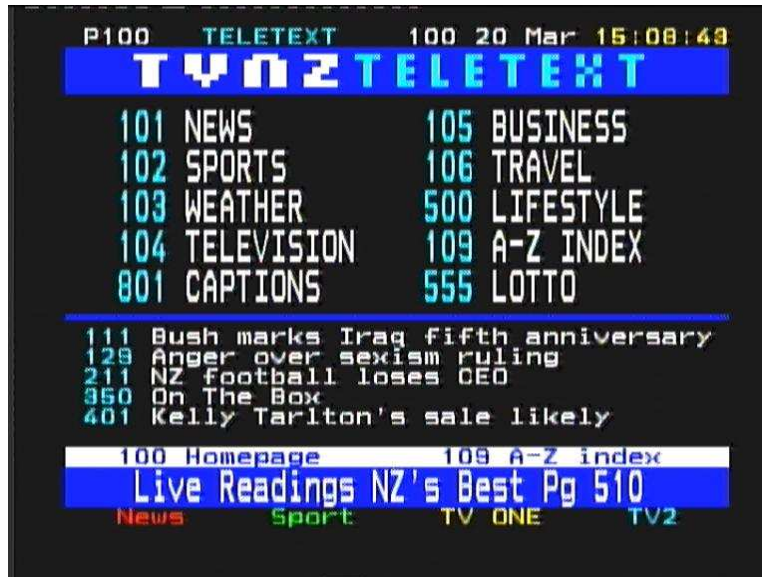 P100 TELETEXT 100 20 Mar 15:08:43
TVNZ TELETEXT
101 NEWS 105 BUSINESS
102 SPORTS 106 TRAVEL
103 WEATHER 500 LIFESTYLE
104 TELEVISION 109 A-Z INDEX
801 CAPTIONS 555 LOTTO
111 Bush marks Iraq fifth anniversary
129 Anger over sexism ruling
211 NZ football loses CEO
350 On The Box
401 Kelly Tarlton's sale likely
100 Homepage 109 A-Z index
Live Readings NZ's Best Pg 510
News Sport TV ONE TV2